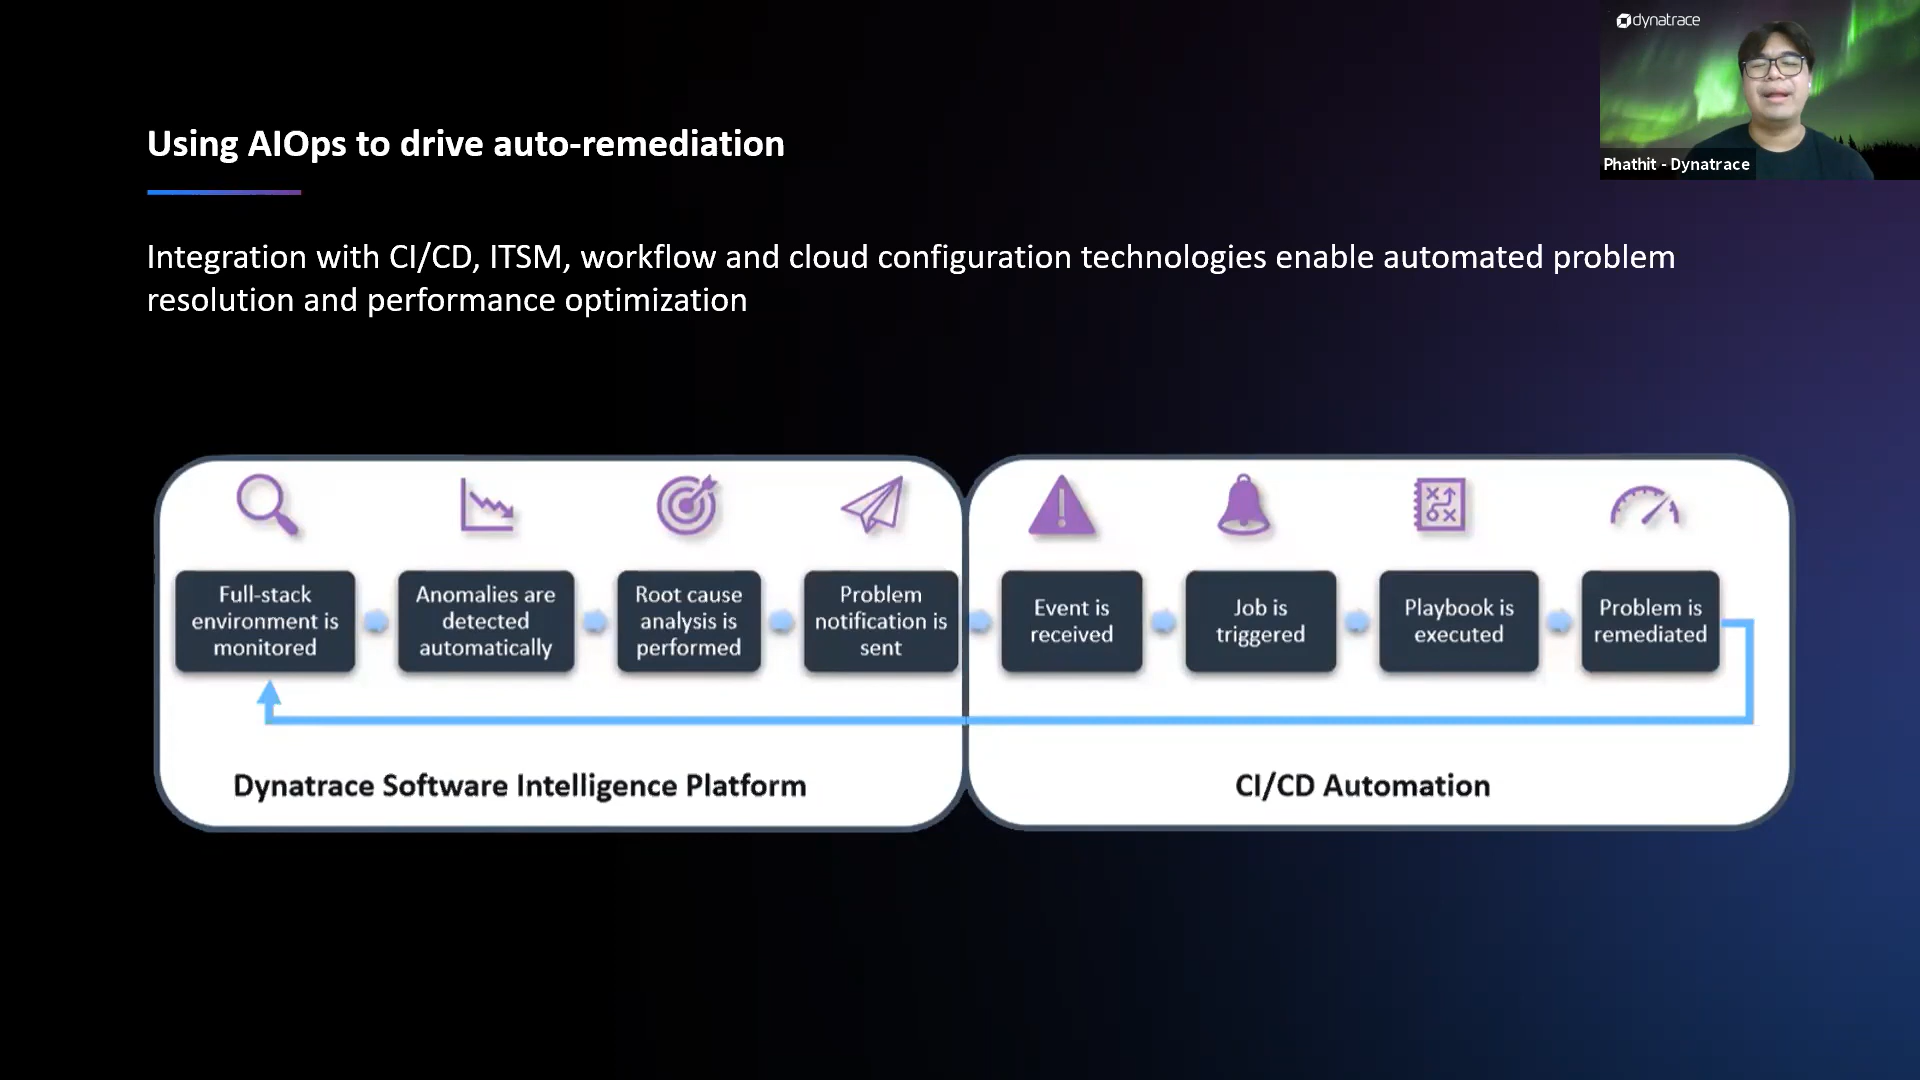 dynatrace
Phathit - Dynatrace
Using AIOps to drive auto-remediation
Integration with CI/CD, ITSM, workflow and cloud configuration technologies enable automated problem
resolution and performance optimization
Full-stack
environment is
monitored
Anomalies are
detected
automatically
Root cause
analysis is
performed
Problem
notification is
sent
Event is
received
Job is
triggered
Playbook is
executed
Problem is
remediated
Dynatrace Software Intelligence Platform
CI/CD Automation